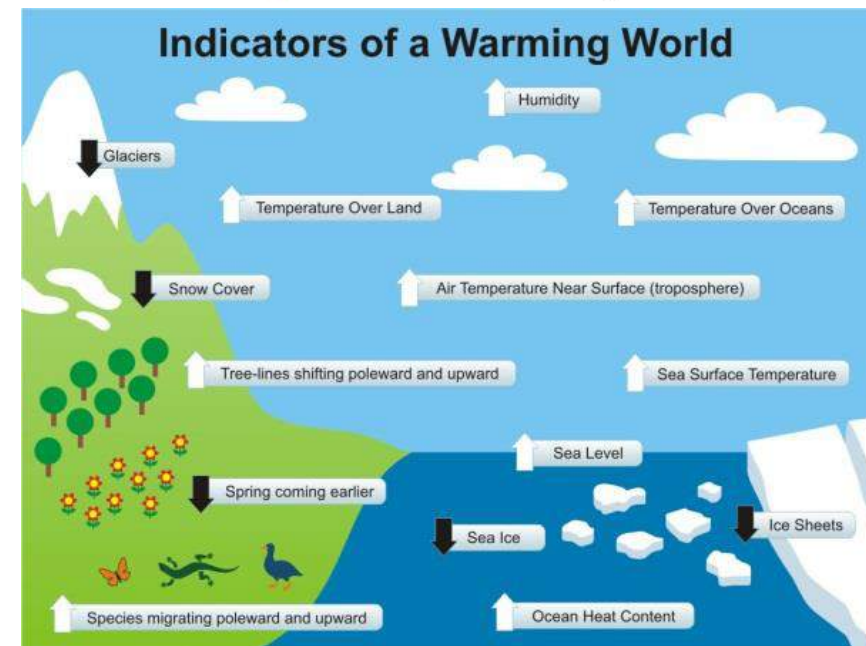 Indicators of a Warming World
Humidity
Glaciers
Temperature Over Land
Temperature Over Oceans
Snow Cover
Air Temperature Near Surface (troposphere)
Tree-lines shifting poleward and upward
Sea Surface Temperature
Sea Level
Spring coming earlier
Ice Sheets
Sea Ice
Species migrating poleward and upward
Ocean Heat Content